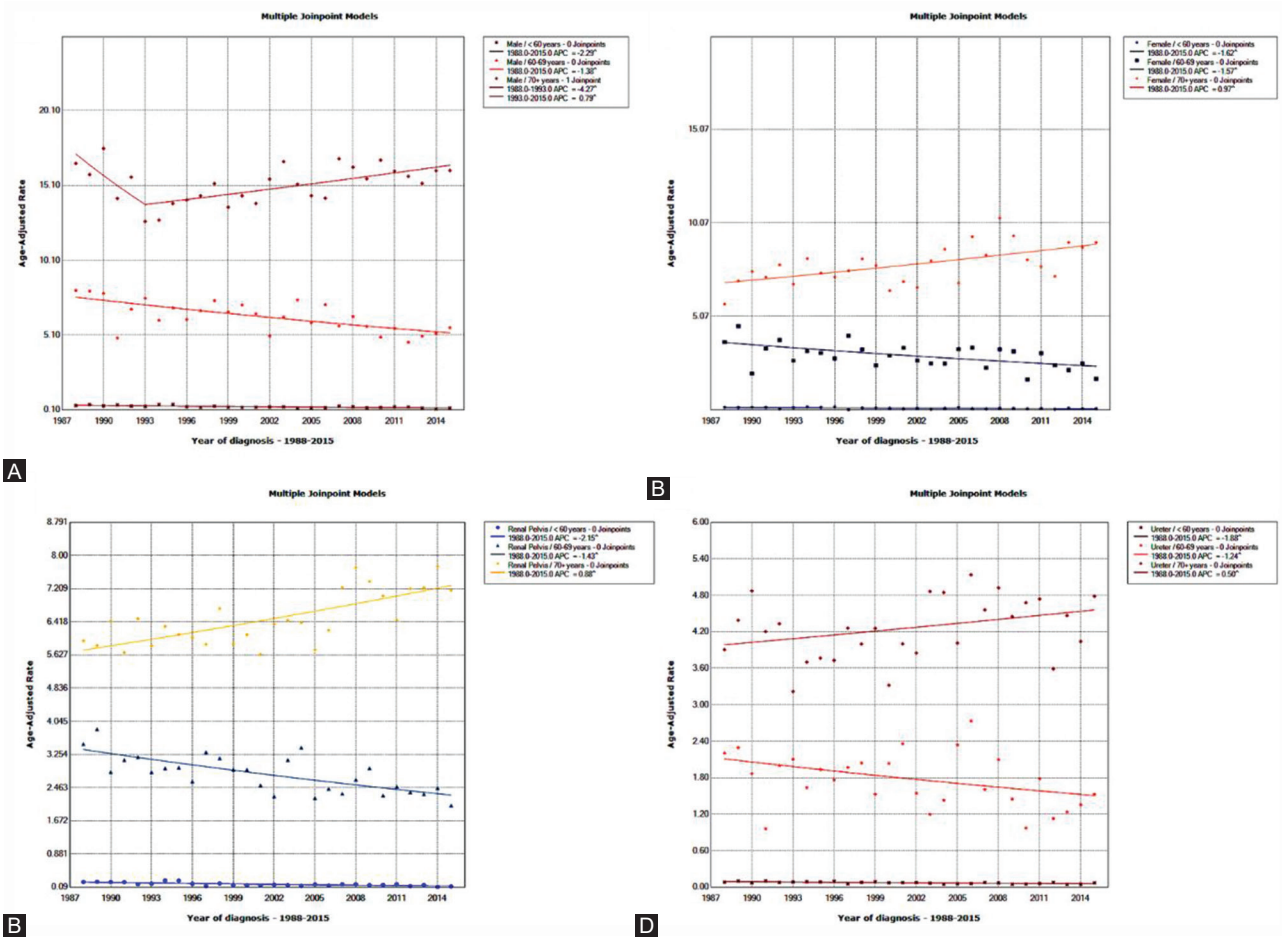 Multiple Joinpoint Models
Male / < 60 years - 0 Joinpoints
1988.0-2015.0 APC = -2.29^
Male / 60-69 years - 0 Joinpoints
1988.0-2015.0 APC = -1.38^
Male / 70+ years - 1 Joinpoint
1988.0-1993.0 APC = -4.27^
1993.0-2015.0 APC = 0.79^
20.10
15.10
10.10
5.10
0.10
Age-Adjusted Rate
1987 1990 1993 1996 1999 2002 2005 2008 2011 2014
Year of diagnosis - 1988-2015
A
Multiple Joinpoint Models
Female / < 60 years - 0 Joinpoints
1988.0-2015.0 APC = -1.62^
Female / 60-69 years - 0 Joinpoints
1988.0-2015.0 APC = -1.57^
Female / 70+ years - 0 Joinpoints
1988.0-2015.0 APC = 0.97^
15.07
10.07
5.07
Age-Adjusted Rate
1987 1990 1993 1996 1999 2002 2005 2008 2011 2014
Year of diagnosis - 1988-2015
B
Multiple Joinpoint Models
Renal Pelvis / < 60 years - 0 Joinpoints
1988.0-2015.0 APC = -2.15^
Renal Pelvis / 60-69 years - 0 Joinpoints
1988.0-2015.0 APC = -1.43^
Renal Pelvis / 70+ years - 0 Joinpoints
1988.0-2015.0 APC = 0.88^
8.791
8.00
7.209
6.418
5.627
4.836
4.045
3.254
2.463
1.672
0.881
0.09
Age-Adjusted Rate
1987 1990 1993 1996 1999 2002 2005 2008 2011 2014
Year of diagnosis - 1988-2015
B
Multiple Joinpoint Models
Ureter / < 60 years - 0 Joinpoints
1988.0-2015.0 APC = -1.88^
Ureter / 60-69 years - 0 Joinpoints
1988.0-2015.0 APC = -1.24^
Ureter / 70+ years - 0 Joinpoints
1988.0-2015.0 APC = 0.50^
6.00
5.40
4.80
4.20
3.60
3.00
2.40
1.80
1.20
0.60
0.00
Age-Adjusted Rate
1987 1990 1993 1996 1999 2002 2005 2008 2011 2014
Year of diagnosis - 1988-2015
D